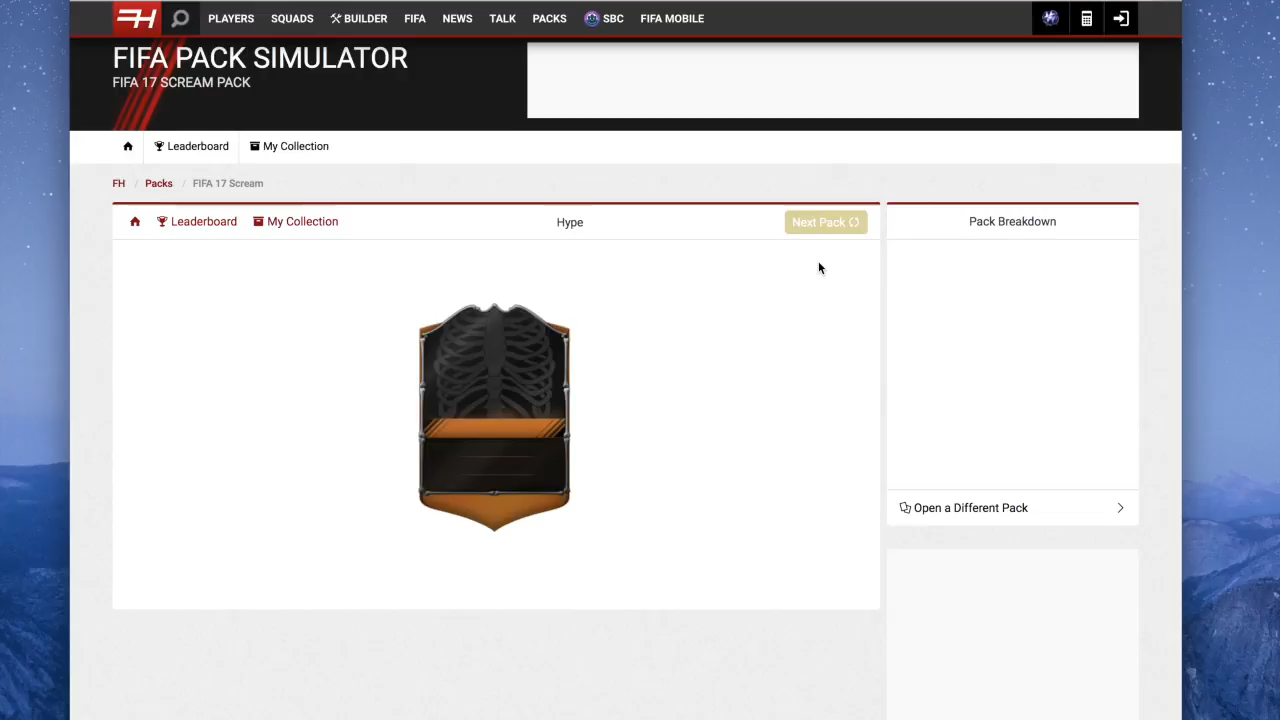 FH PLAYERS SQUADS BUILDER FIFA NEWS TALK PACKS SBC FIFA MOBILE
FIFA PACK SIMULATOR
FIFA 17 SCREAM PACK
Leaderboard My Collection
FH / Packs / FIFA 17 Scream
Leaderboard My Collection Hype Next Pack Pack Breakdown
Open a Different Pack